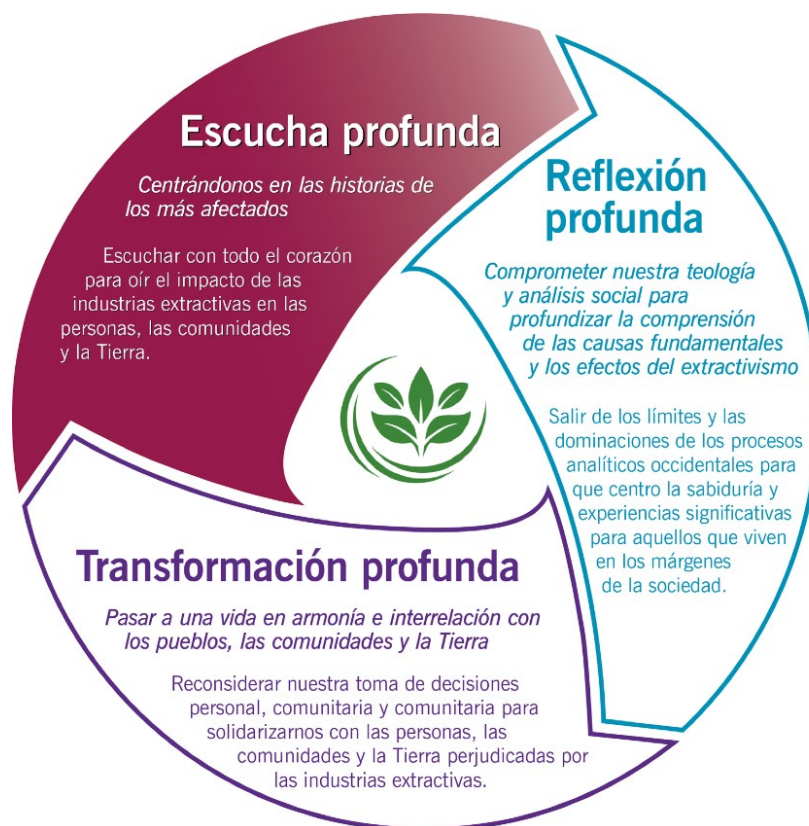 Escucha profunda
Centrándonos en las historias de
los más afectados
Escuchar con todo el corazón
para oír el impacto de las
industrias extractivas en las
personas, las comunidades
y la Tierra.
Reflexión
profunda
Comprometer nuestra teología
y análisis social para
profundizar la comprensión
de las causas fundamentales
y los efectos del extractivismo
Salir de los límites y las
dominaciones de los procesos
analíticos occidentales para
que centro la sabiduría y
experiencias significativas
para aquellos que viven
en los márgenes
de la sociedad.
Transformación profunda
Pasar a una vida en armonía e interrelación con
los pueblos, las comunidades y la Tierra
Reconsiderar nuestra toma de decisiones
personal, comunitaria y comunitaria para
solidarizarnos con las personas, las
comunidades y la Tierra perjudicadas por
las industrias extractivas.